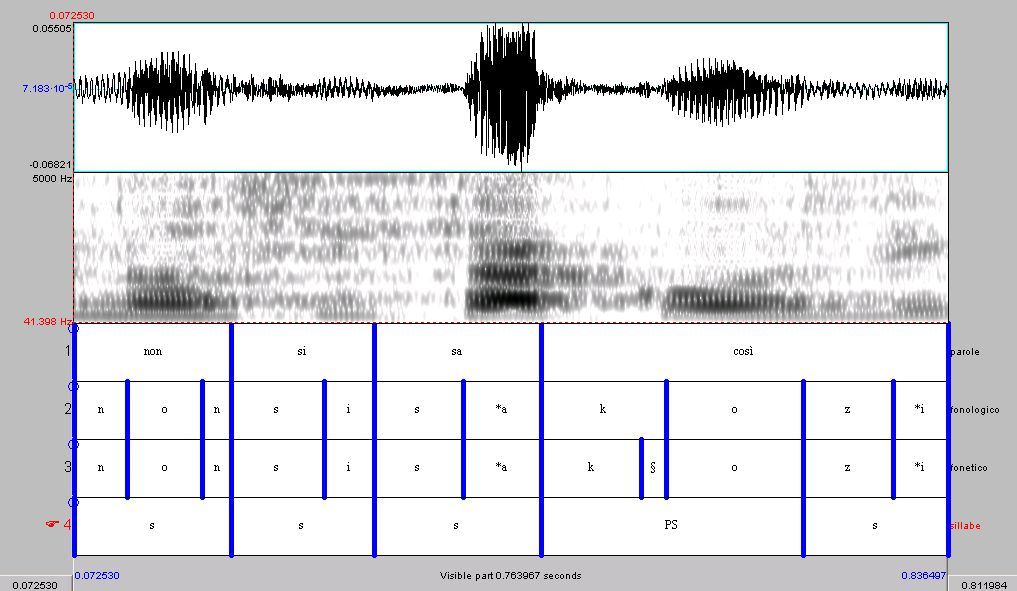 0.072530
0.05505
7.183·10⁻⁵
-0.06821
5000 Hz
41.398 Hz
1 non si sa così parole
2 n o n s i s *a k o z *i fonologico
3 n o n s i s *a k § o z *i fonetico
☞ 4 s s s PS s sillabe
0.072530 Visible part 0.763967 seconds 0.836497
0.072530 0.811984